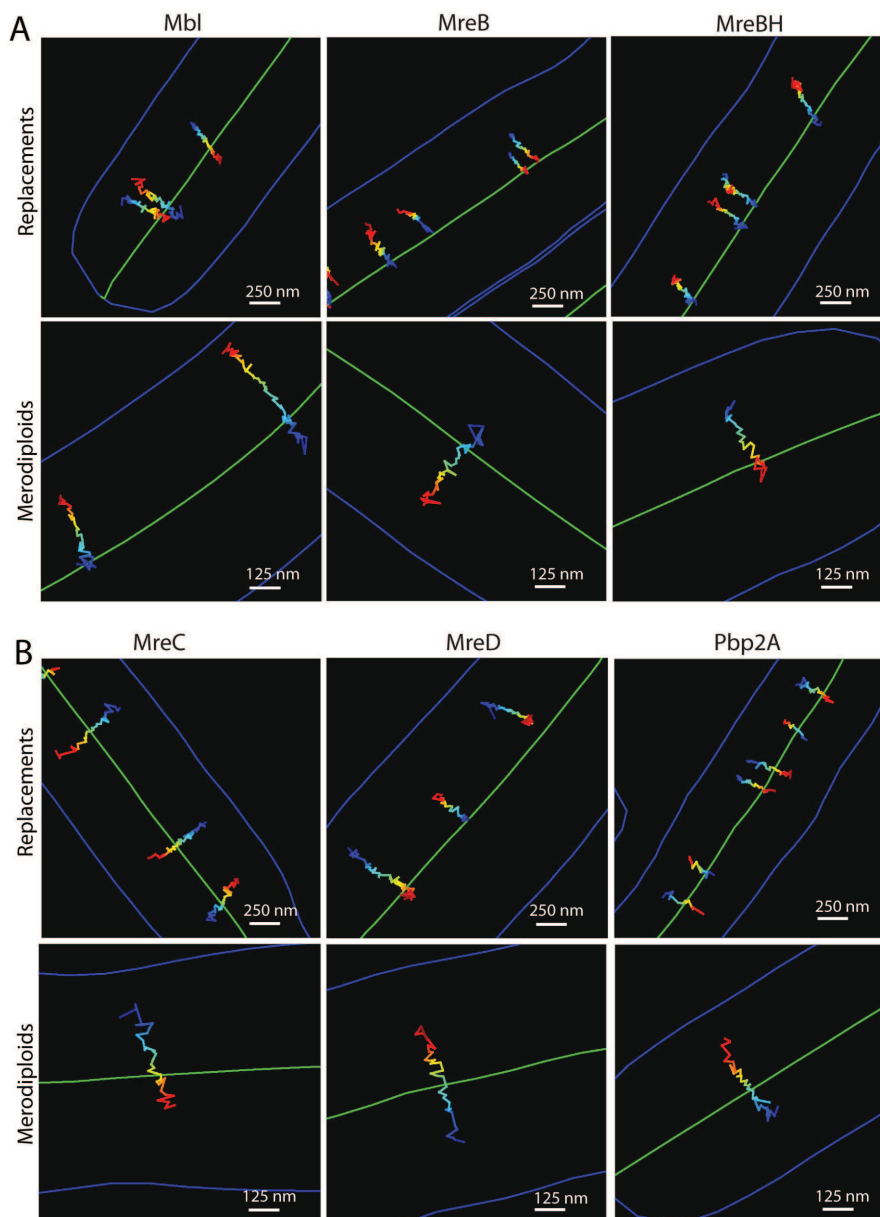 A
Mbl MreB MreBH
Replacements
250 nm 250 nm 250 nm
Merodiploids
125 nm 125 nm 125 nm
B
MreC MreD Pbp2A
Replacements
250 nm 250 nm 250 nm
Merodiploids
125 nm 125 nm 125 nm